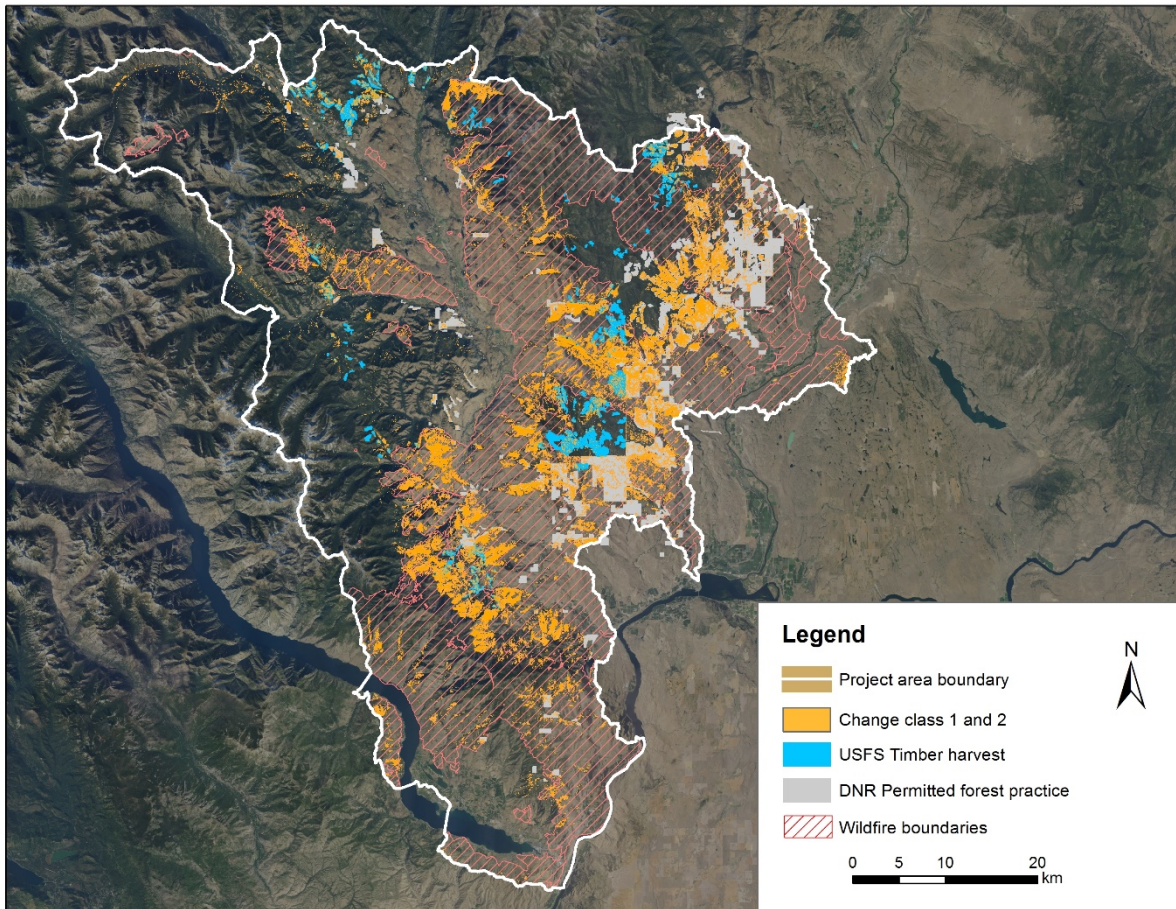 Legend
N
Project area boundary
Change class 1 and 2
USFS Timber harvest
DNR Permitted forest practice
Wildfire boundaries
0 5 10 20
km